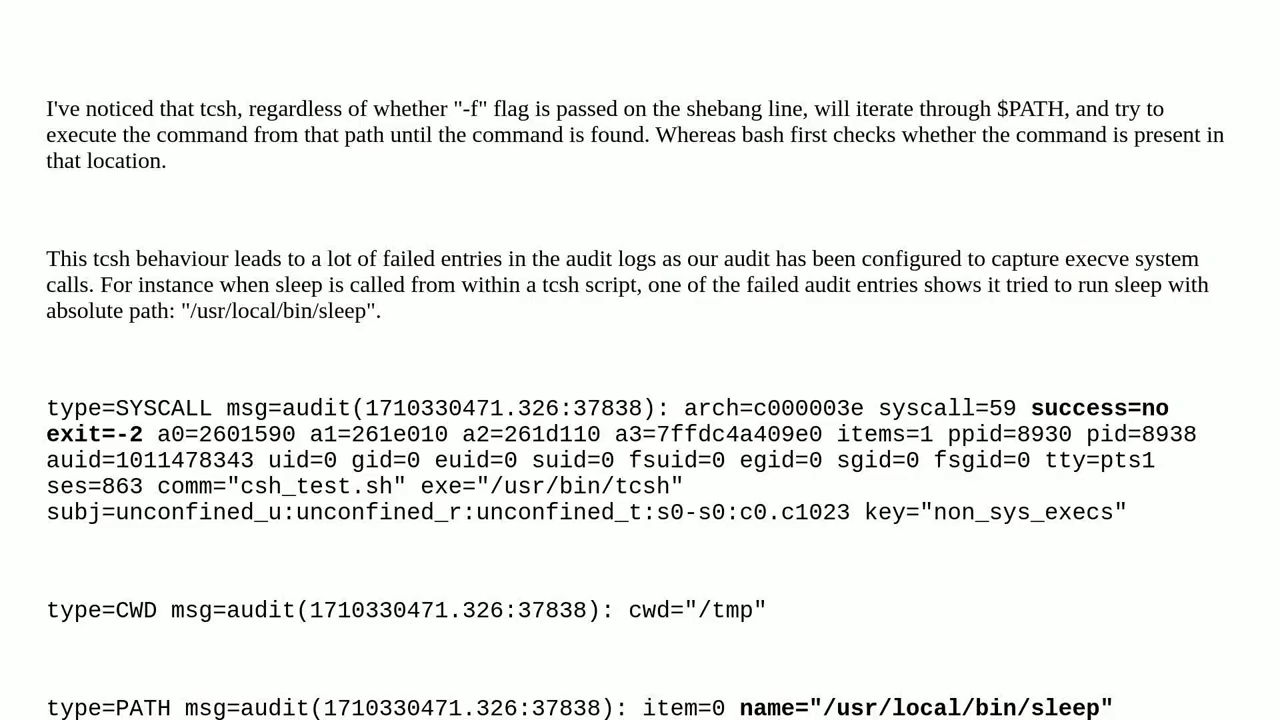 I've noticed that tcsh, regardless of whether "-f" flag is passed on the shebang line, will iterate through $PATH, and try to
execute the command from that path until the command is found. Whereas bash first checks whether the command is present in
that location.
This tcsh behaviour leads to a lot of failed entries in the audit logs as our audit has been configured to capture execve system
calls. For instance when sleep is called from within a tcsh script, one of the failed audit entries shows it tried to run sleep with
absolute path: "/usr/local/bin/sleep".
type=SYSCALL msg=audit(1710330471.326:37838): arch=c000003e syscall=59 success=no
exit=-2 a0=2601590 a1=261e010 a2=261d110 a3=7ffdc4a409e0 items=1 ppid=8930 pid=8938
auid=1011478343 uid=0 gid=0 euid=0 suid=0 fsuid=0 egid=0 sgid=0 fsgid=0 tty=pts1
ses=863 comm="csh_test.sh" exe="/usr/bin/tcsh"
subj=unconfined_u:unconfined_r:unconfined_t:s0-s0:c0.c1023 key="non_sys_execs"
type=CWD msg=audit(1710330471.326:37838): cwd="/tmp"
type=PATH msg=audit(1710330471.326:37838): item=0 name="/usr/local/bin/sleep"